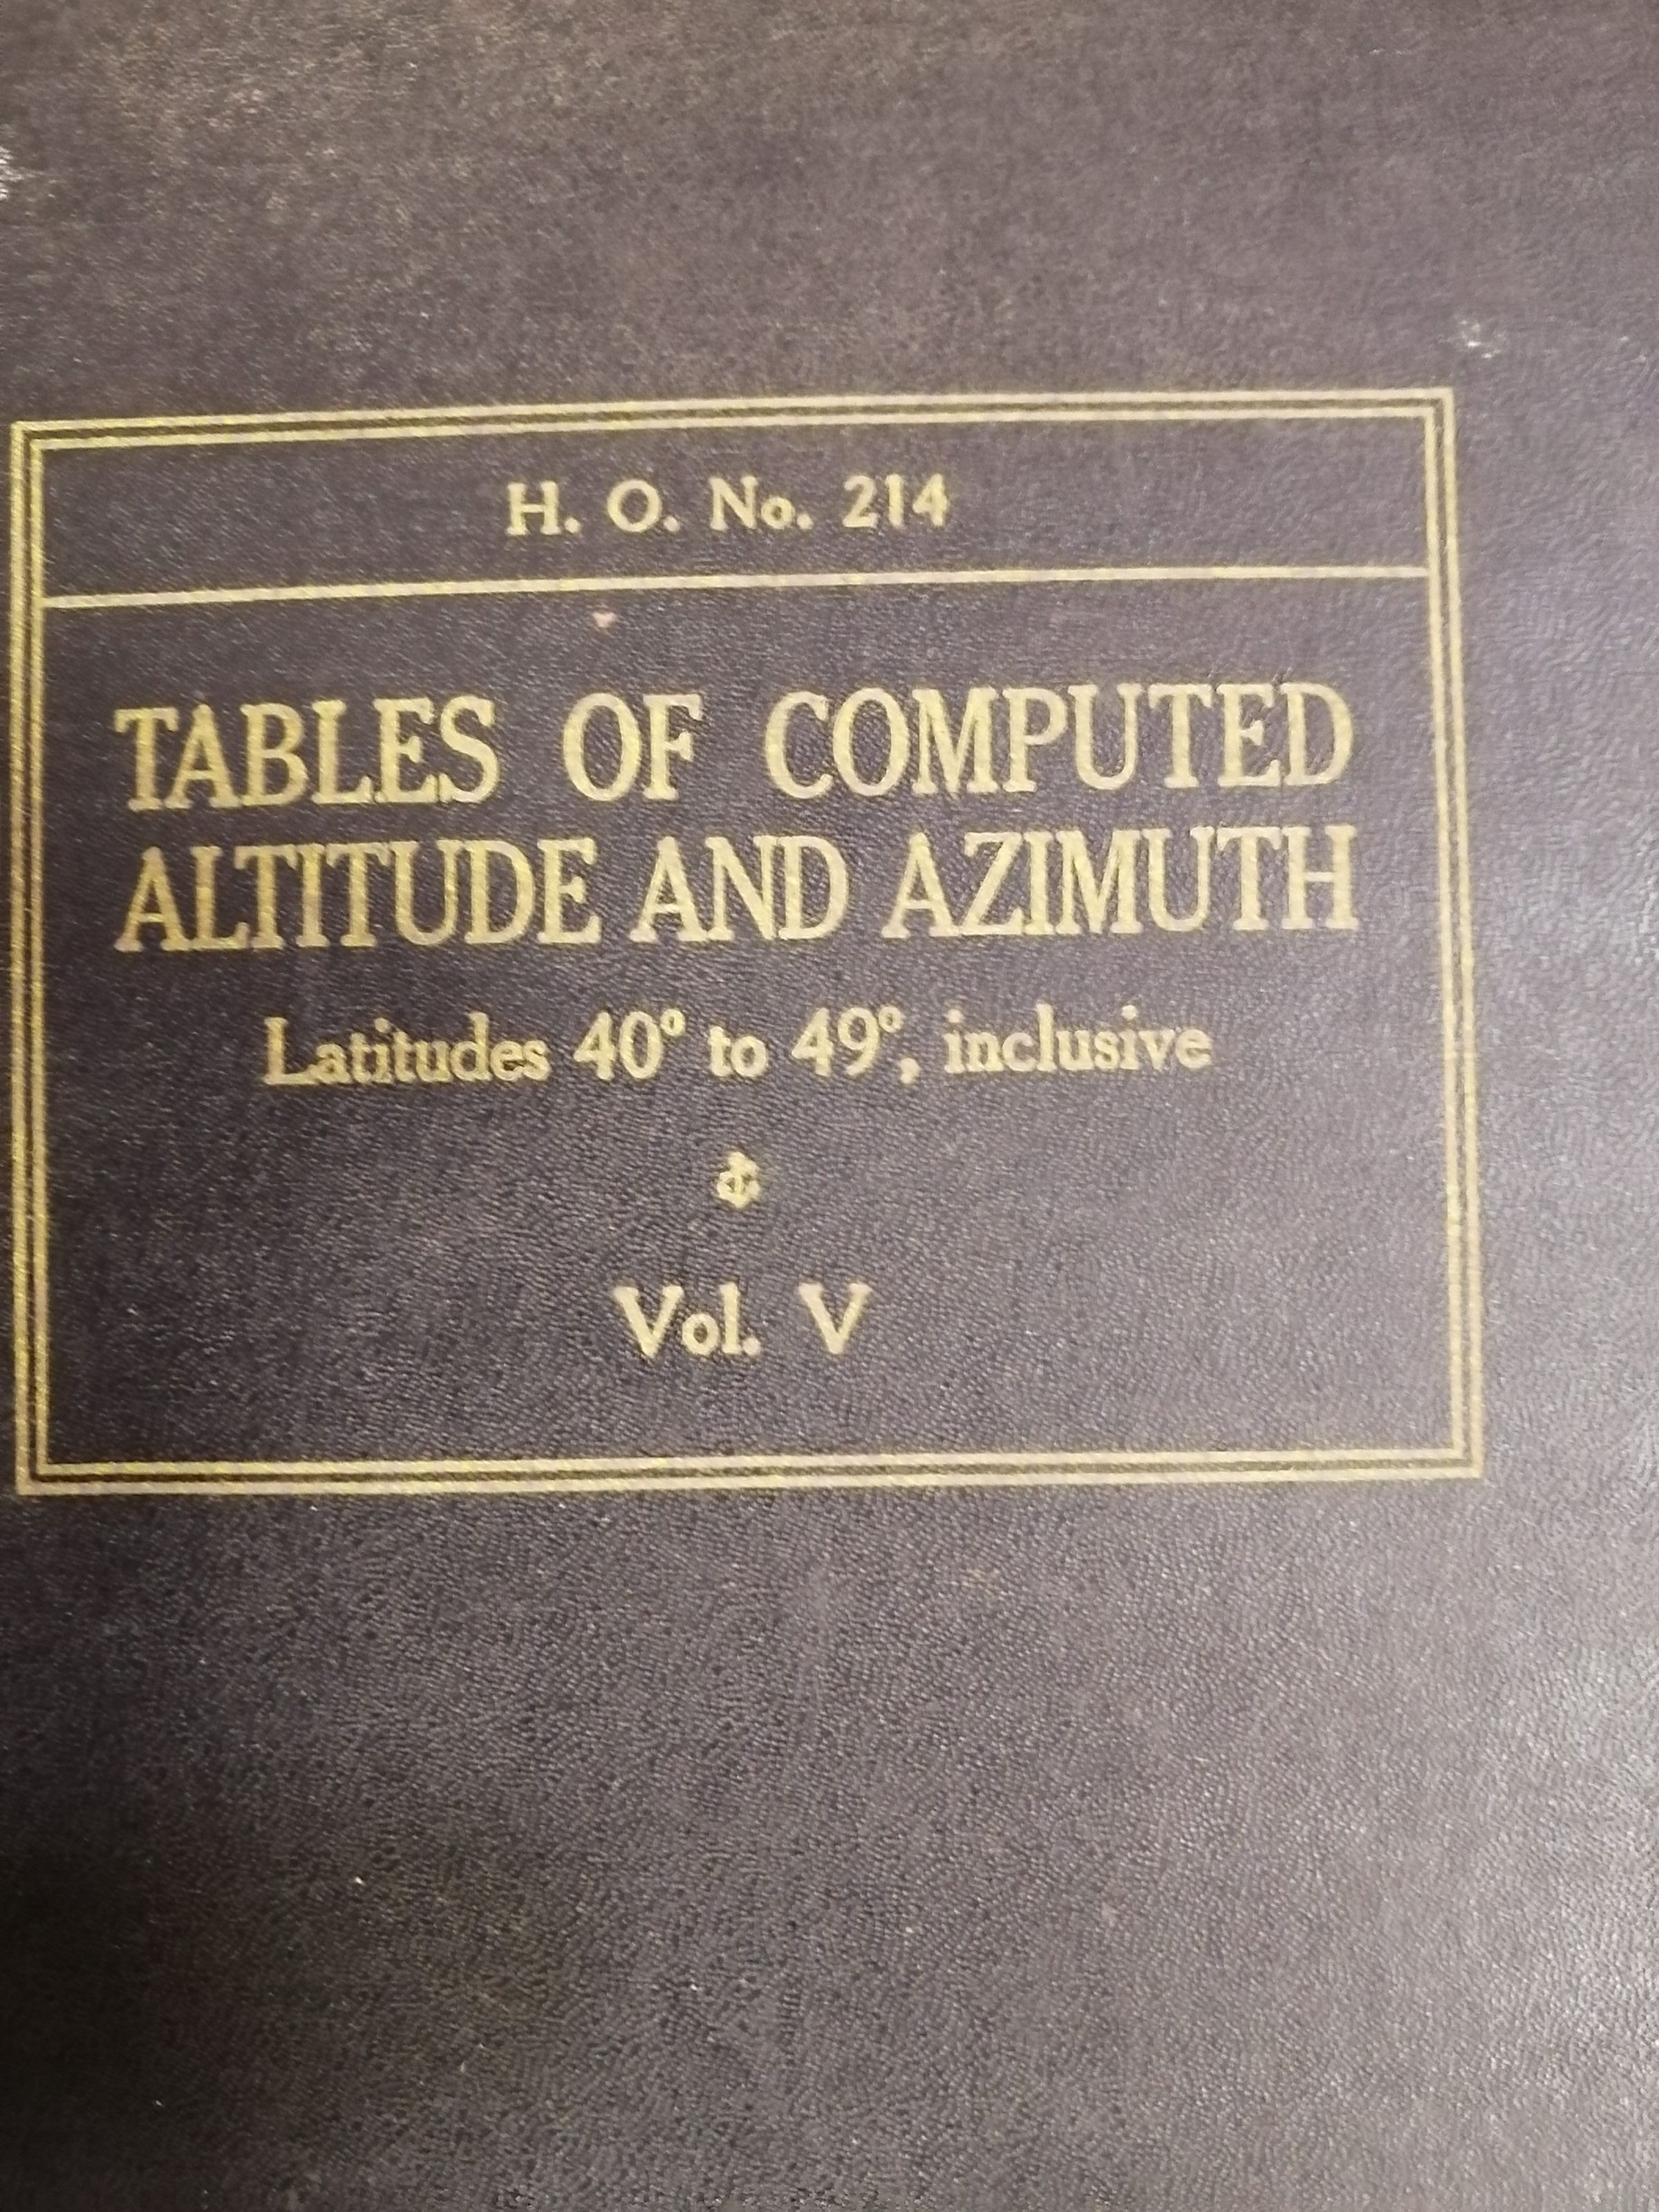 H. O. No. 214
TABLES OF COMPUTED
ALTITUDE AND AZIMUTH
Latitudes 40° to 49°, inclusive
Vol. V